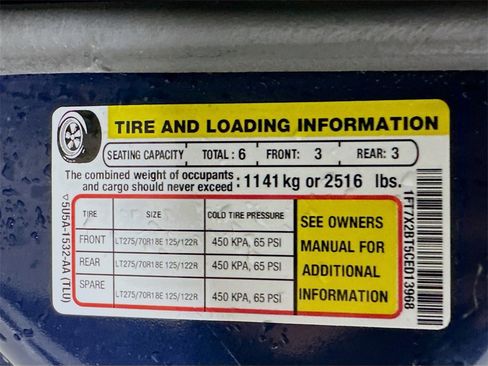 TIRE AND LOADING INFORMATION
SEATING CAPACITY TOTAL : 6 FRONT: 3 REAR: 3
The combined weight of occupants
and cargo should never exceed : 1141 kg or 2516 lbs.
TIRE SIZE COLD TIRE PRESSURE
FRONT LT275/70R18E 125/122R 450 KPA, 65 PSI
REAR LT275/70R18E 125/122R 450 KPA, 65 PSI
SPARE LT275/70R18E 125/122R 450 KPA, 65 PSI
SEE OWNERS
MANUAL FOR
ADDITIONAL
INFORMATION
5U5A-1532-AA (TLU)
1FT7X2BT5CED13968